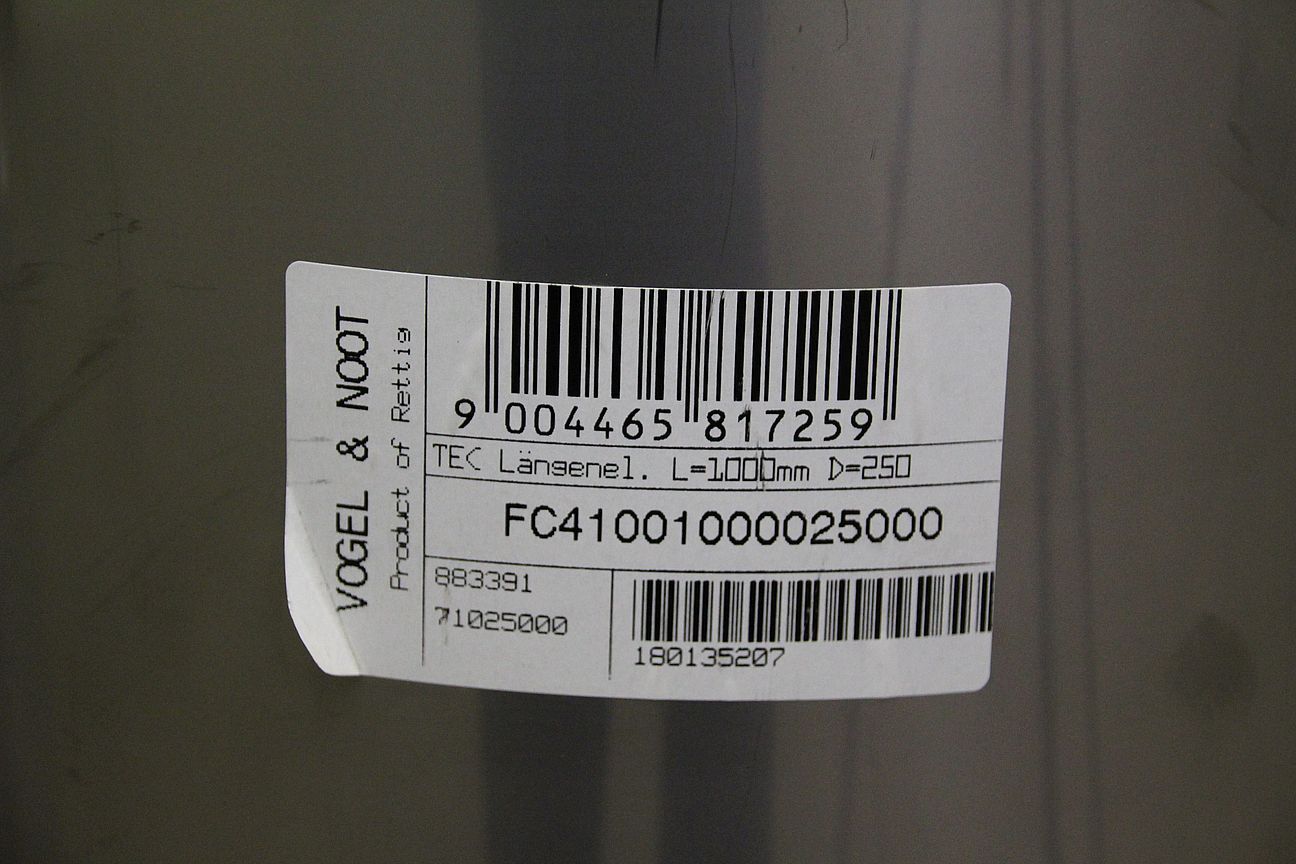 VOGEL & NOOT
Product of Rettig
9 004465 817259
TEC Längenel. L=1000mm D=250
FC41001000025000
883391
71025000
180135207